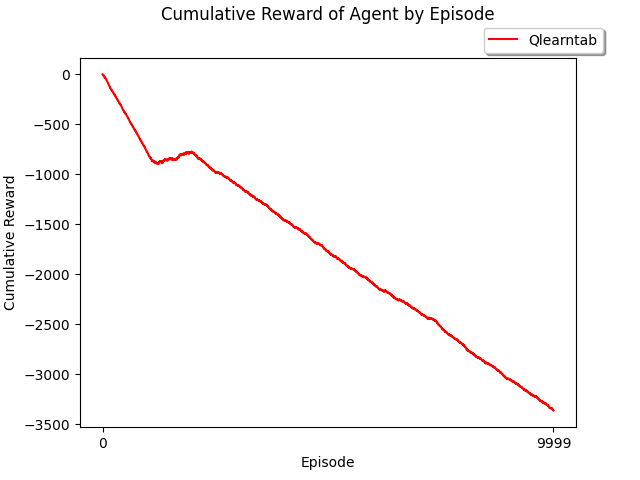 Cumulative Reward of Agent by Episode
Qlearntab
0
−500
−1000
−1500
−2000
−2500
−3000
−3500
Cumulative Reward
0
9999
Episode